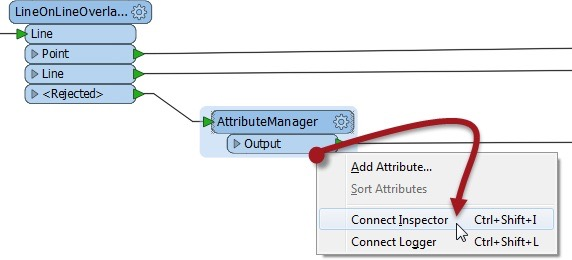 LineOnLineOverla...
Line
Point
Line
<Rejected>
AttributeManager
Output
Add Attribute...
Sort Attributes
Connect Inspector Ctrl+Shift+I
Connect Logger Ctrl+Shift+L